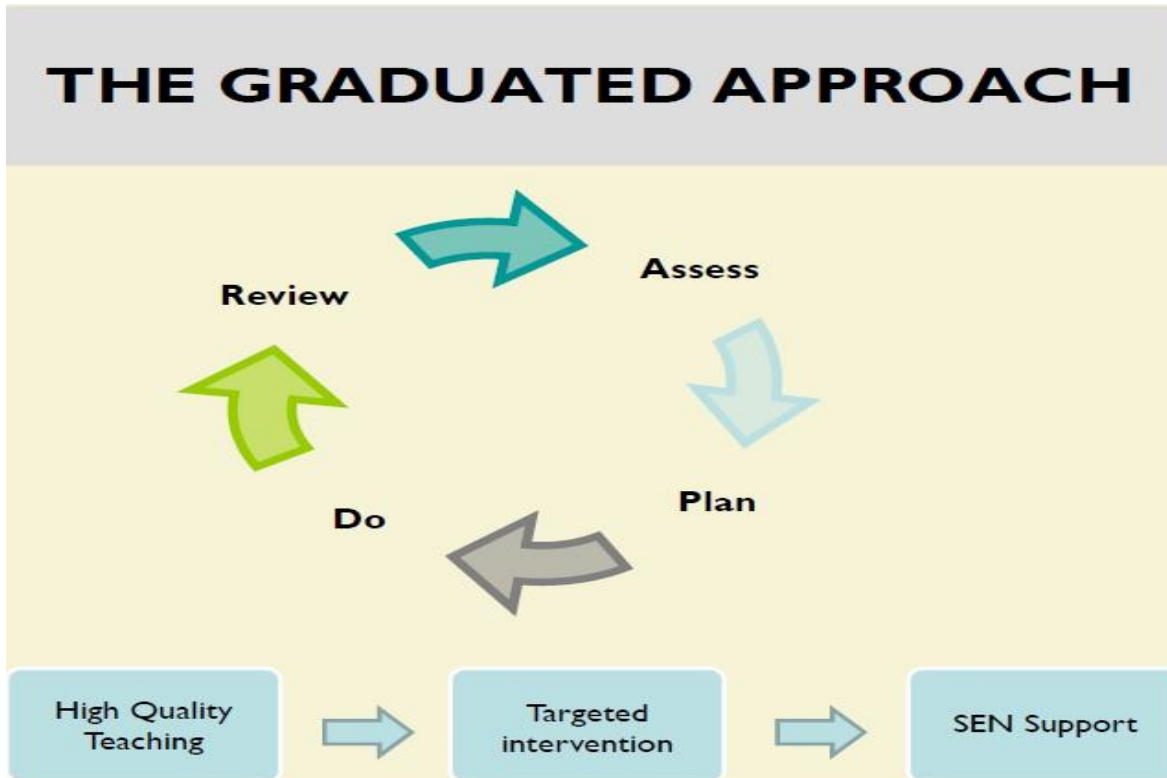 THE GRADUATED APPROACH
Review
Assess
Do
Plan
High Quality
Teaching
Targeted
intervention
SEN Support